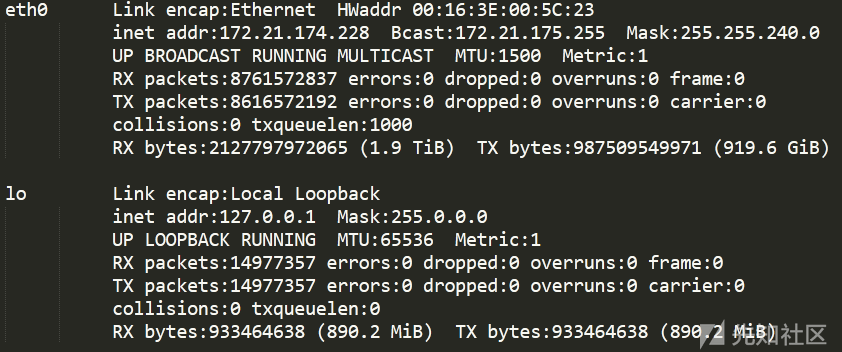 eth0      Link encap:Ethernet  HWaddr 00:16:3E:00:5C:23
          inet addr:172.21.174.228  Bcast:172.21.175.255  Mask:255.255.240.0
          UP BROADCAST RUNNING MULTICAST  MTU:1500  Metric:1
          RX packets:8761572837 errors:0 dropped:0 overruns:0 frame:0
          TX packets:8616572192 errors:0 dropped:0 overruns:0 carrier:0
          collisions:0 txqueuelen:1000
          RX bytes:2127797972065 (1.9 TiB)  TX bytes:987509549971 (919.6 GiB)
lo        Link encap:Local Loopback
          inet addr:127.0.0.1  Mask:255.0.0.0
          UP LOOPBACK RUNNING  MTU:65536  Metric:1
          RX packets:14977357 errors:0 dropped:0 overruns:0 frame:0
          TX packets:14977357 errors:0 dropped:0 overruns:0 carrier:0
          collisions:0 txqueuelen:0
          RX bytes:933464638 (890.2 MiB)  TX bytes:933464638 (890.2 MiB)
先知社区